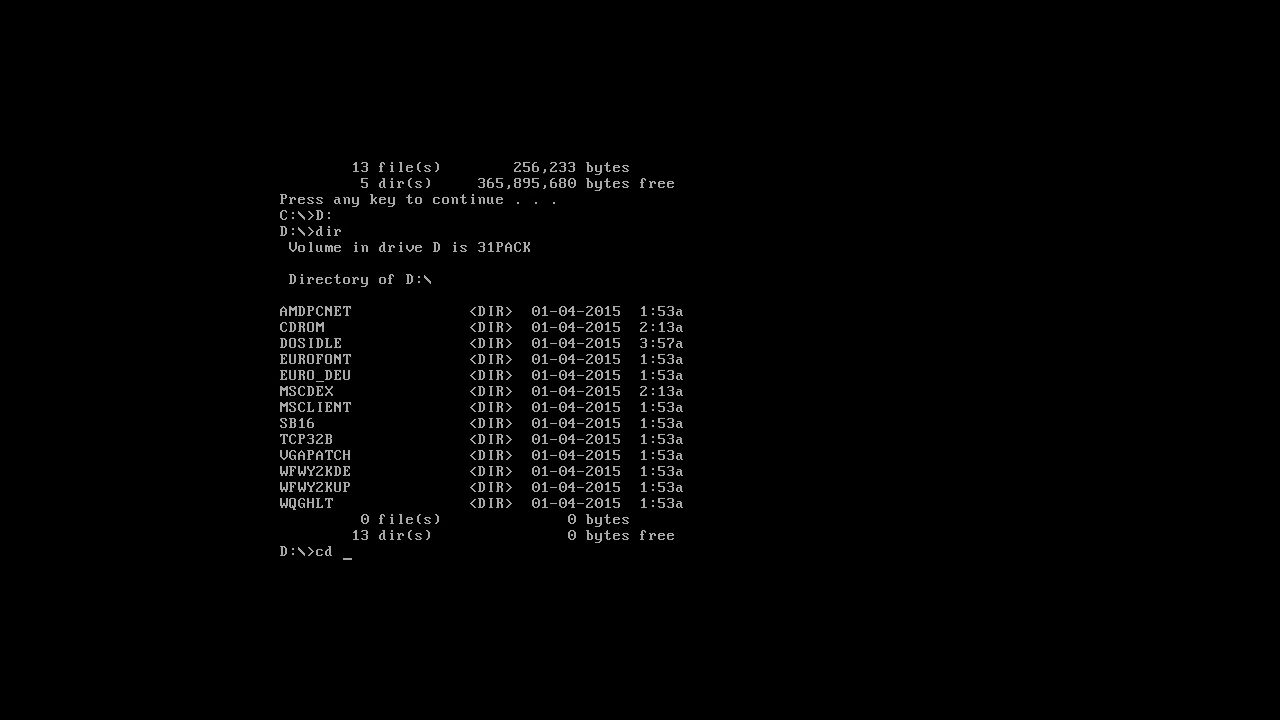 13 file(s)        256,233 bytes
5 dir(s)     365,895,680 bytes free
Press any key to continue . . .
C:\>D:
D:\>dir
Volume in drive D is 31PACK
Directory of D:\
AMDPCNET             <DIR>  01-04-2015  1:53a
CDROM                <DIR>  01-04-2015  2:13a
DOSIDLE              <DIR>  01-04-2015  3:57a
EUROFONT             <DIR>  01-04-2015  1:53a
EURO_DEU             <DIR>  01-04-2015  1:53a
MSCDEX               <DIR>  01-04-2015  2:13a
MSCLIENT             <DIR>  01-04-2015  1:53a
SB16                 <DIR>  01-04-2015  1:53a
TCP32B               <DIR>  01-04-2015  1:53a
VGAPATCH             <DIR>  01-04-2015  1:53a
WFWY2KDE             <DIR>  01-04-2015  1:53a
WFWY2KUP             <DIR>  01-04-2015  1:53a
WQGHLT               <DIR>  01-04-2015  1:53a
0 file(s)              0 bytes
13 dir(s)               0 bytes free
D:\>cd _